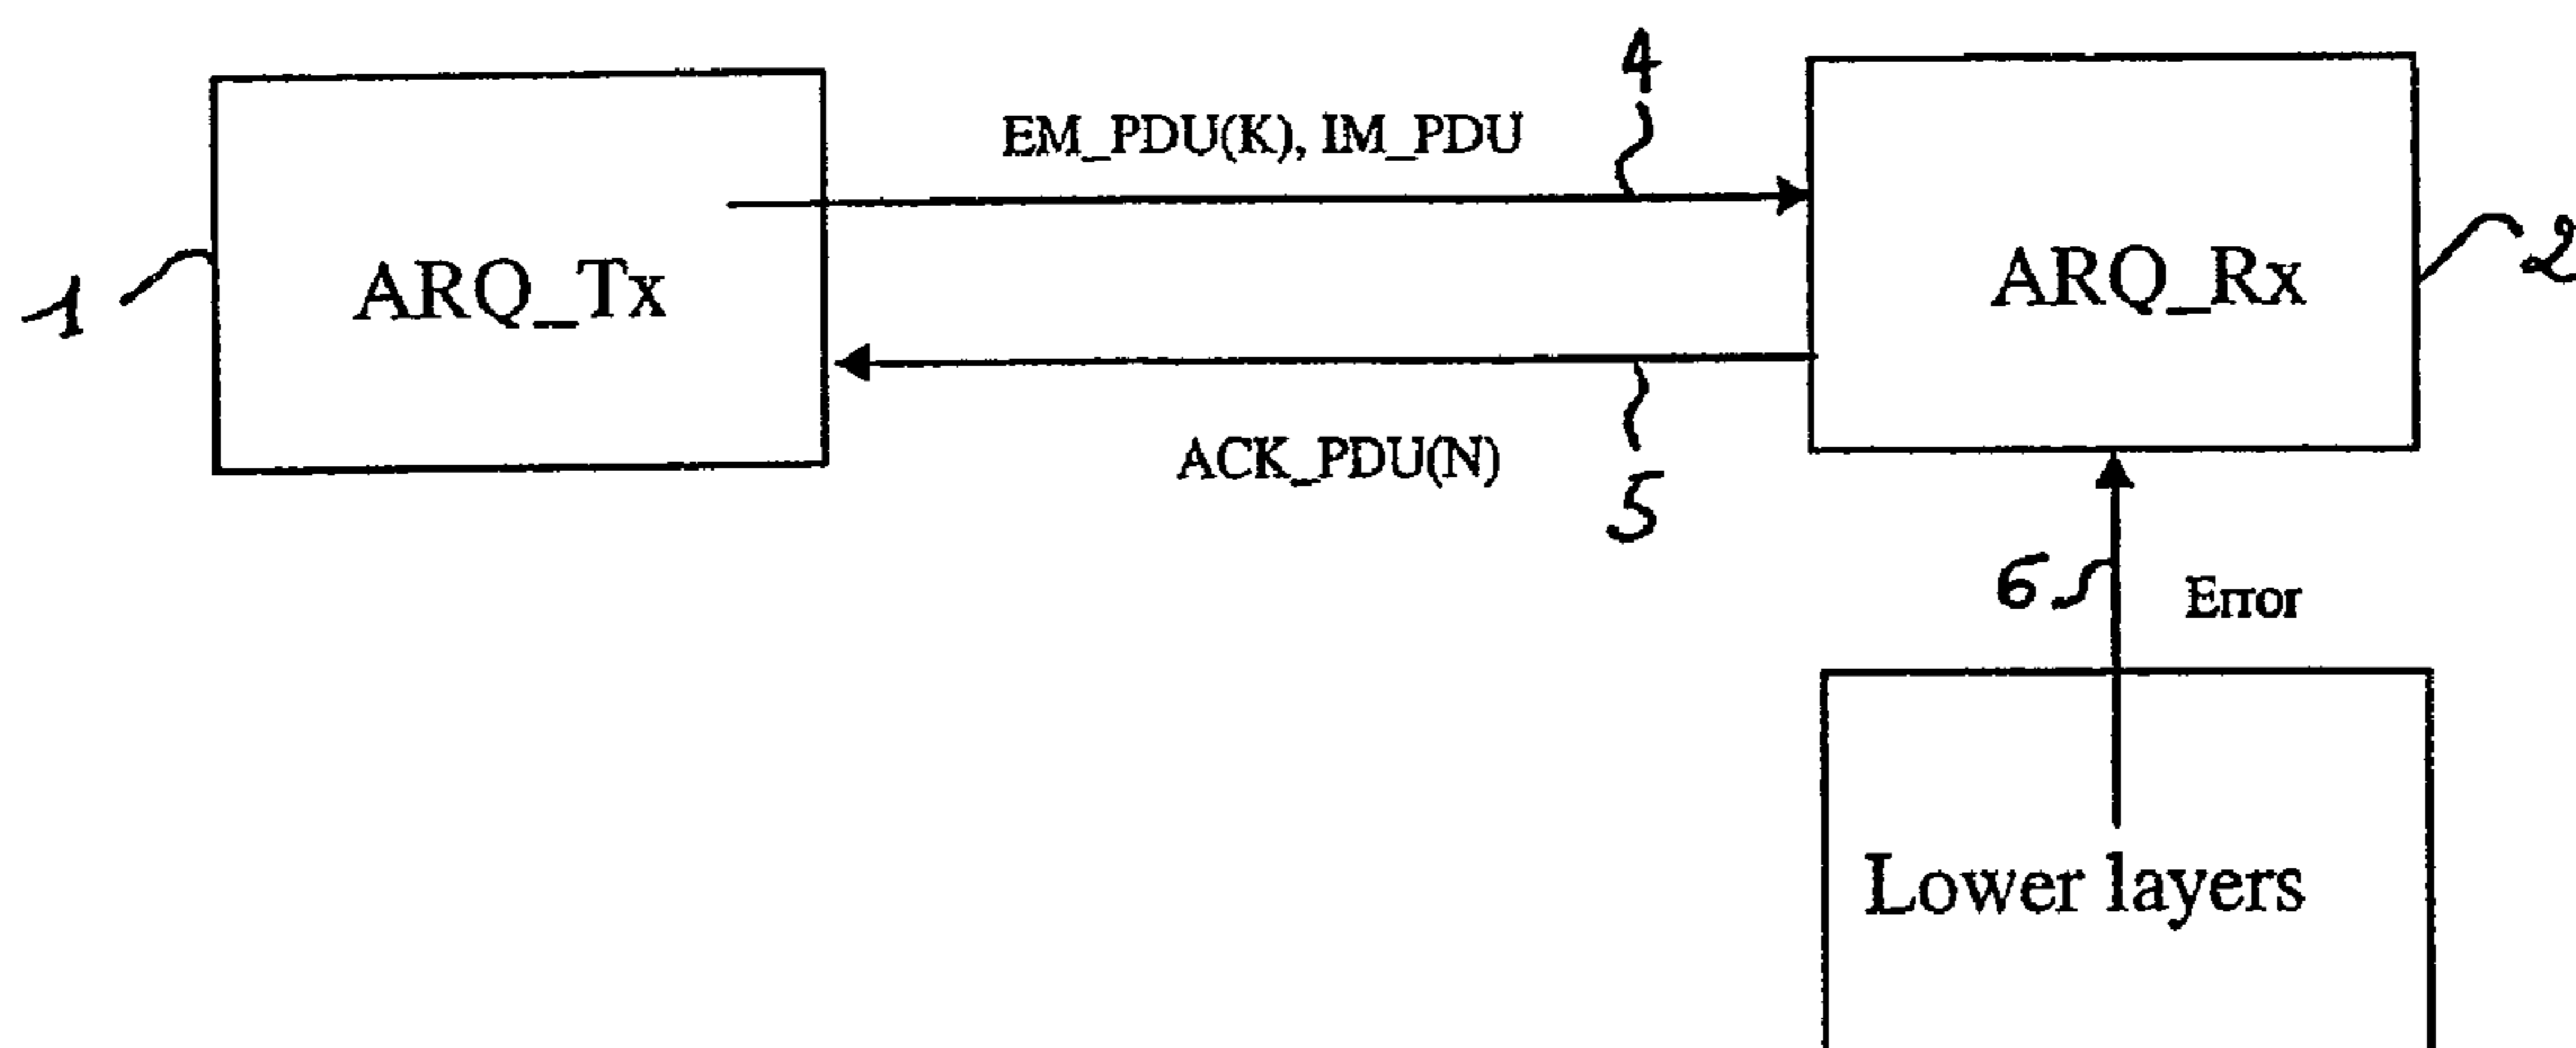 4
EM_PDU(K), IM_PDU
1
ARQ_Tx
ARQ_Rx
2
ACK_PDU(N)
5
6
Error
Lower layers